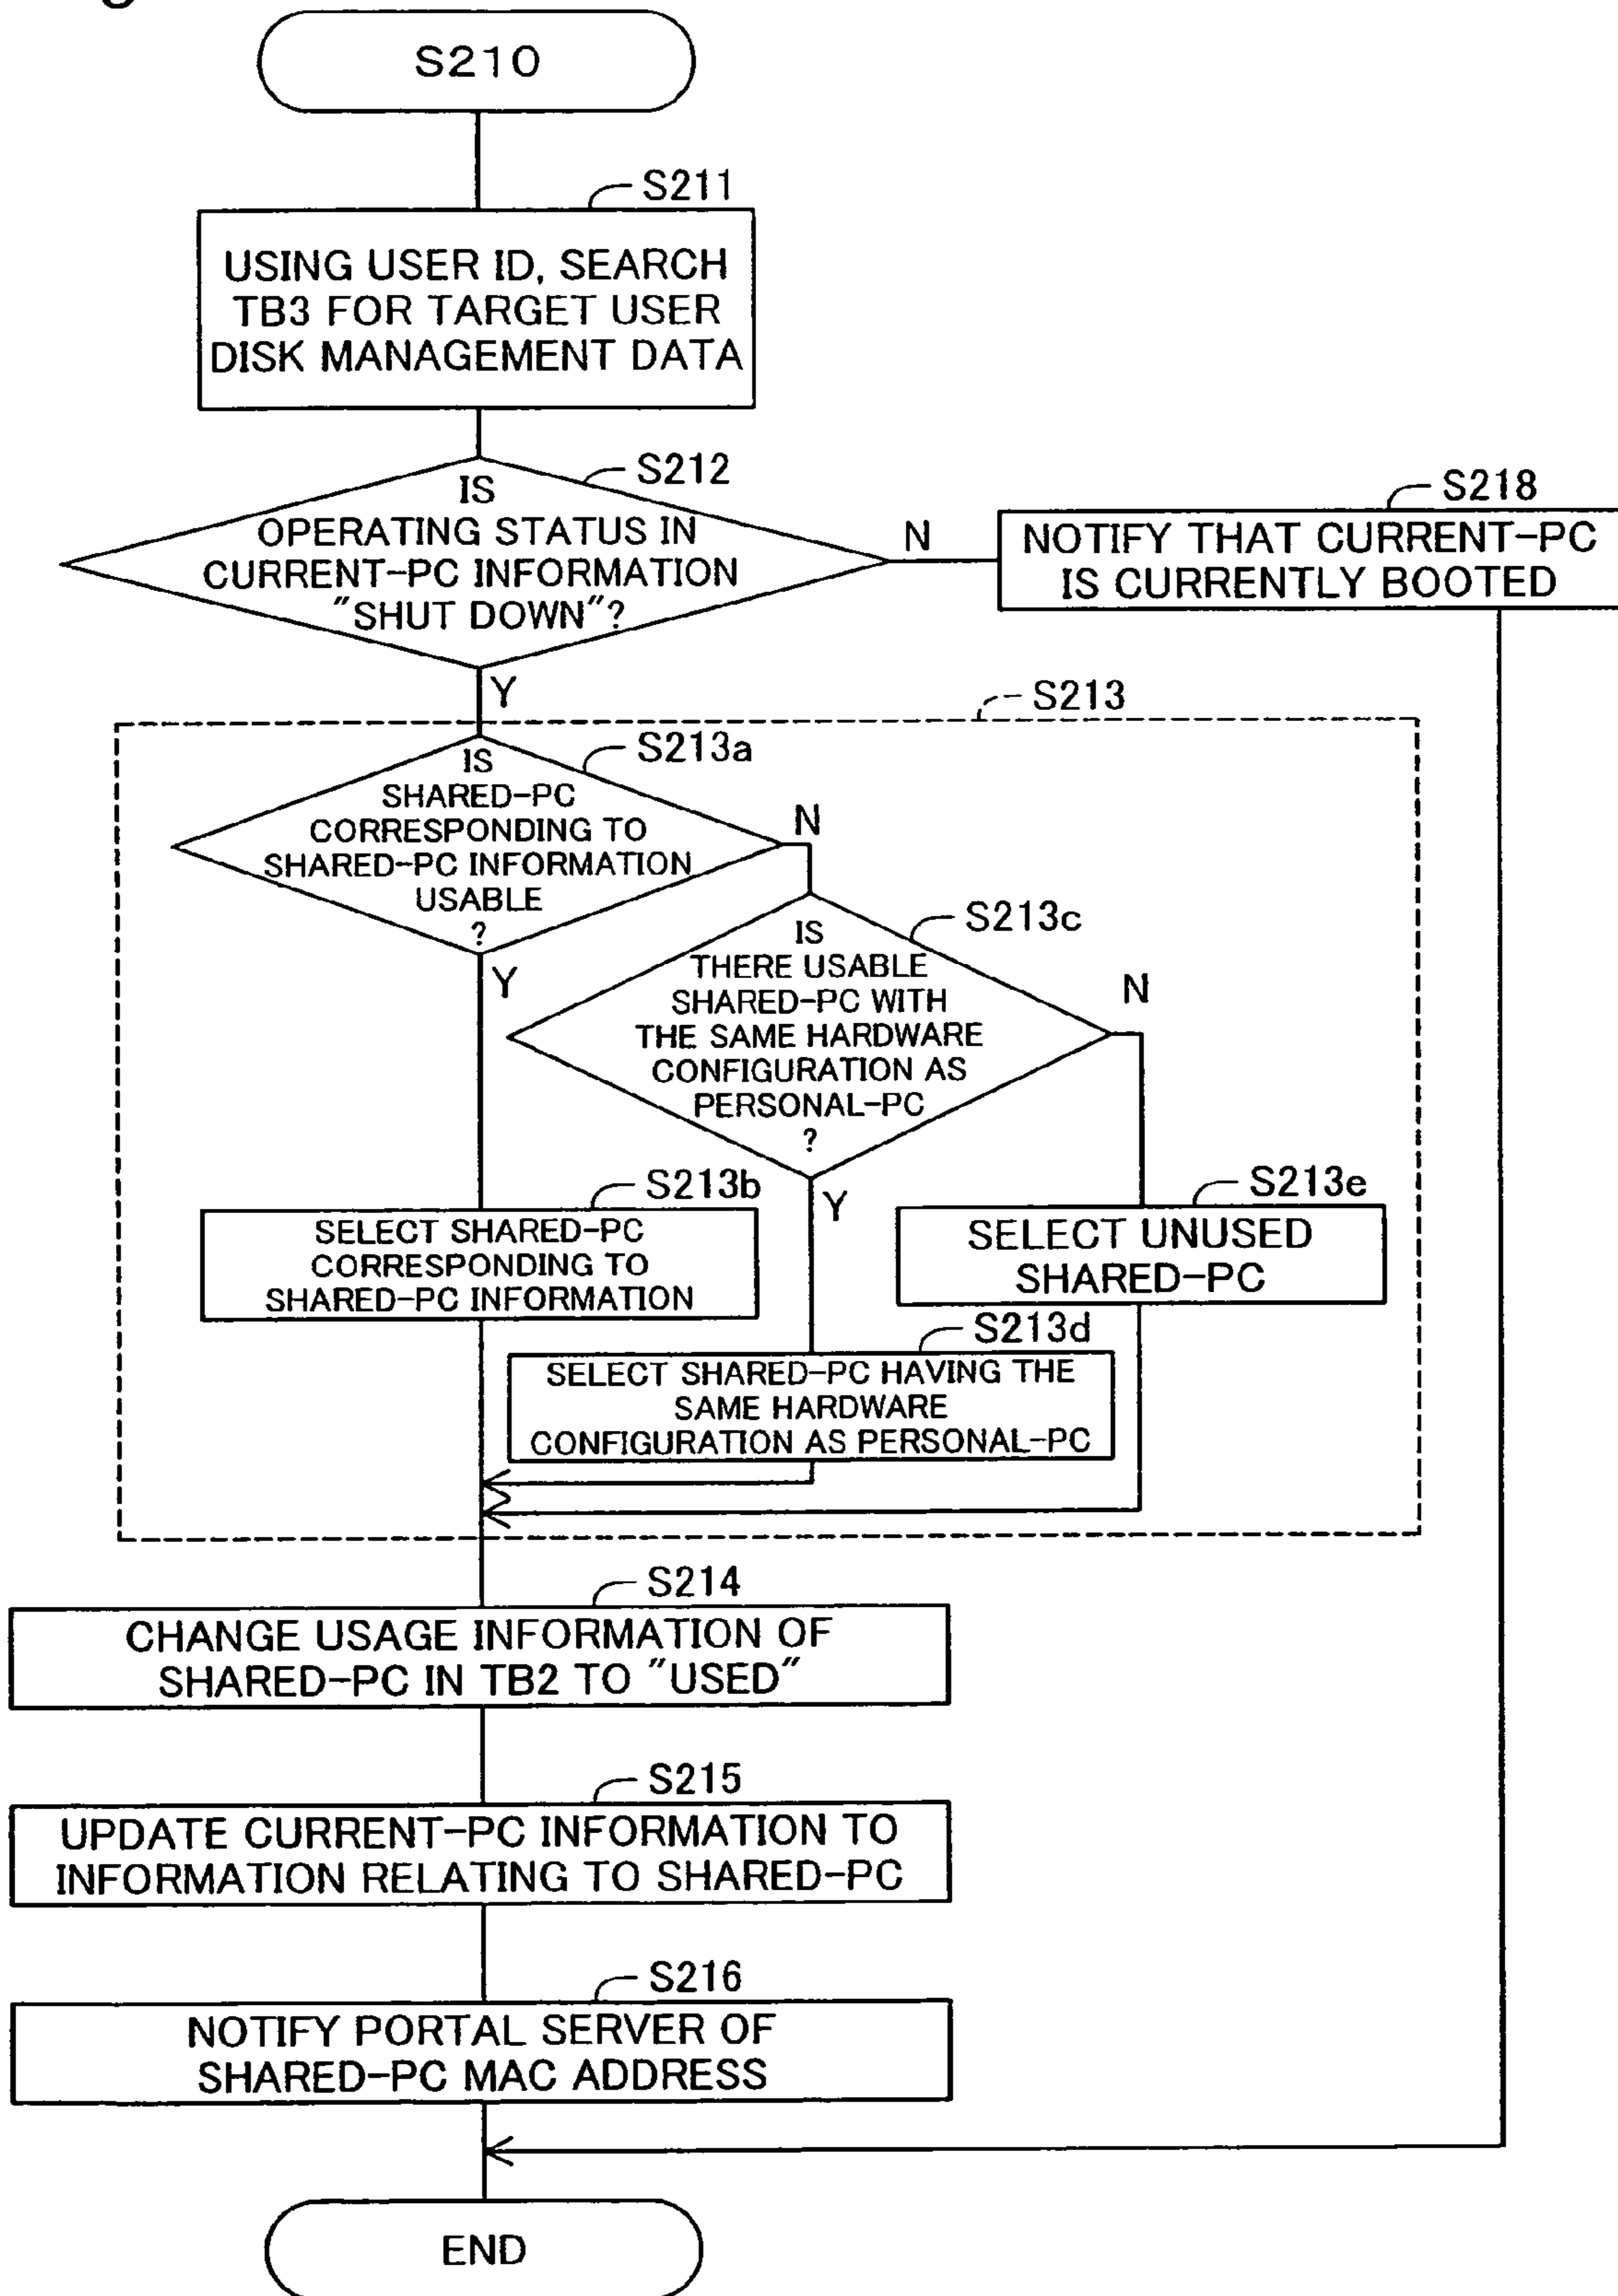 S210
S211
USING USER ID, SEARCH
TB3 FOR TARGET USER
DISK MANAGEMENT DATA
S212
IS
OPERATING STATUS IN
CURRENT-PC INFORMATION
"SHUT DOWN"?
N
S218
NOTIFY THAT CURRENT-PC
IS CURRENTLY BOOTED
Y
S213
S213a
IS
SHARED-PC
CORRESPONDING TO
SHARED-PC INFORMATION
USABLE
?
N
Y
S213c
IS
THERE USABLE
SHARED-PC WITH
THE SAME HARDWARE
CONFIGURATION AS
PERSONAL-PC
?
N
Y
S213b
SELECT SHARED-PC
CORRESPONDING TO
SHARED-PC INFORMATION
S213e
SELECT UNUSED
SHARED-PC
S213d
SELECT SHARED-PC HAVING THE
SAME HARDWARE
CONFIGURATION AS PERSONAL-PC
S214
CHANGE USAGE INFORMATION OF
SHARED-PC IN TB2 TO "USED"
S215
UPDATE CURRENT-PC INFORMATION TO
INFORMATION RELATING TO SHARED-PC
S216
NOTIFY PORTAL SERVER OF
SHARED-PC MAC ADDRESS
END